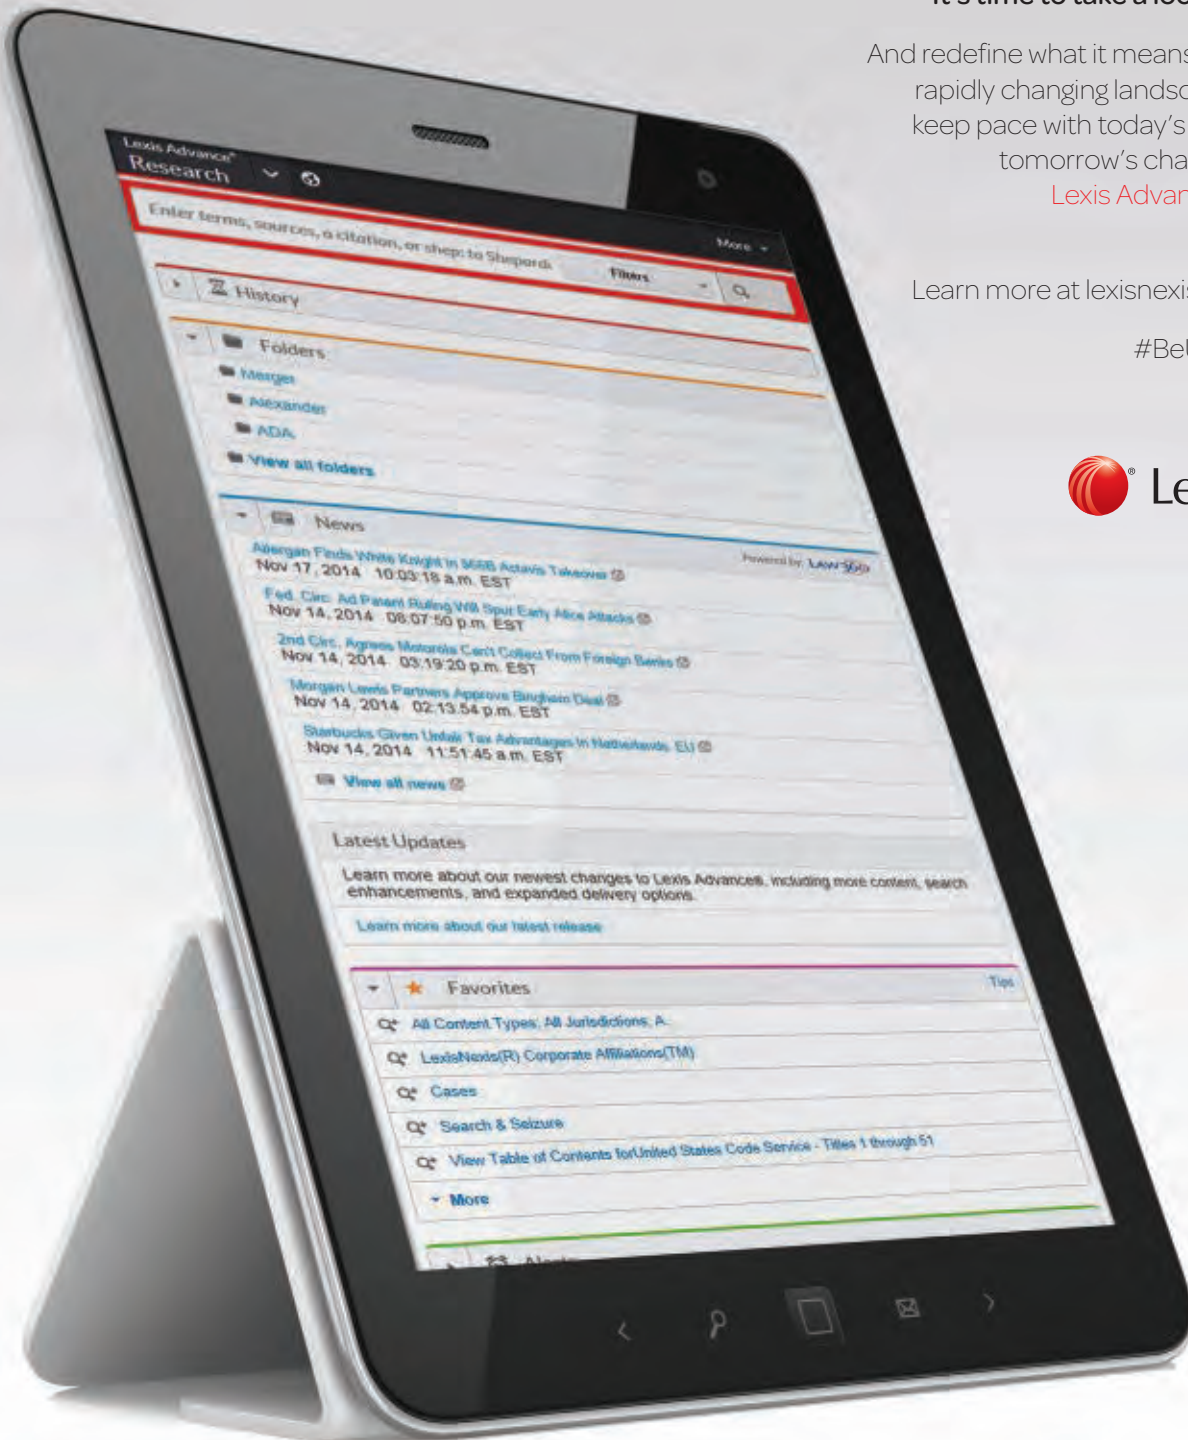 It's time to take a loo
And redefine what it means
rapidly changing landsc
keep pace with today's
tomorrow's cha
Lexis Advan
Learn more at lexisnexis
#BeU
® Le
Lexis Advance®
Research
More
Enter terms, sources, a citation, or shep: to Shepardi
Filters
History
Folders
Merger
Alexander
ADA
View all folders
News
Powered by LAW360
Allergan Finds White Knight In $66B Actavis Takeover
Nov 17, 2014 10:03:18 a.m. EST
Fed. Circ. Ad Patent Ruling Will Spur Early Alice Attacks
Nov 14, 2014 08:07:50 p.m. EST
2nd Circ. Agrees Motorola Can't Collect From Foreign Banks
Nov 14, 2014 03:19:20 p.m. EST
Morgan Lewis Partners Approve Bingham Deal
Nov 14, 2014 02:13:54 p.m. EST
Starbucks Given Unfair Tax Advantages In Netherlands: EU
Nov 14, 2014 11:51:45 a.m. EST
View all news
Latest Updates
Learn more about our newest changes to Lexis Advance®, including more content, search
enhancements, and expanded delivery options.
Learn more about our latest release
Favorites
Tips
All Content Types; All Jurisdictions; A..
LexisNexis(R) Corporate Affiliations(TM)
Cases
Search & Seizure
View Table of Contents forUnited States Code Service - Titles 1 through 51
More
Alerts